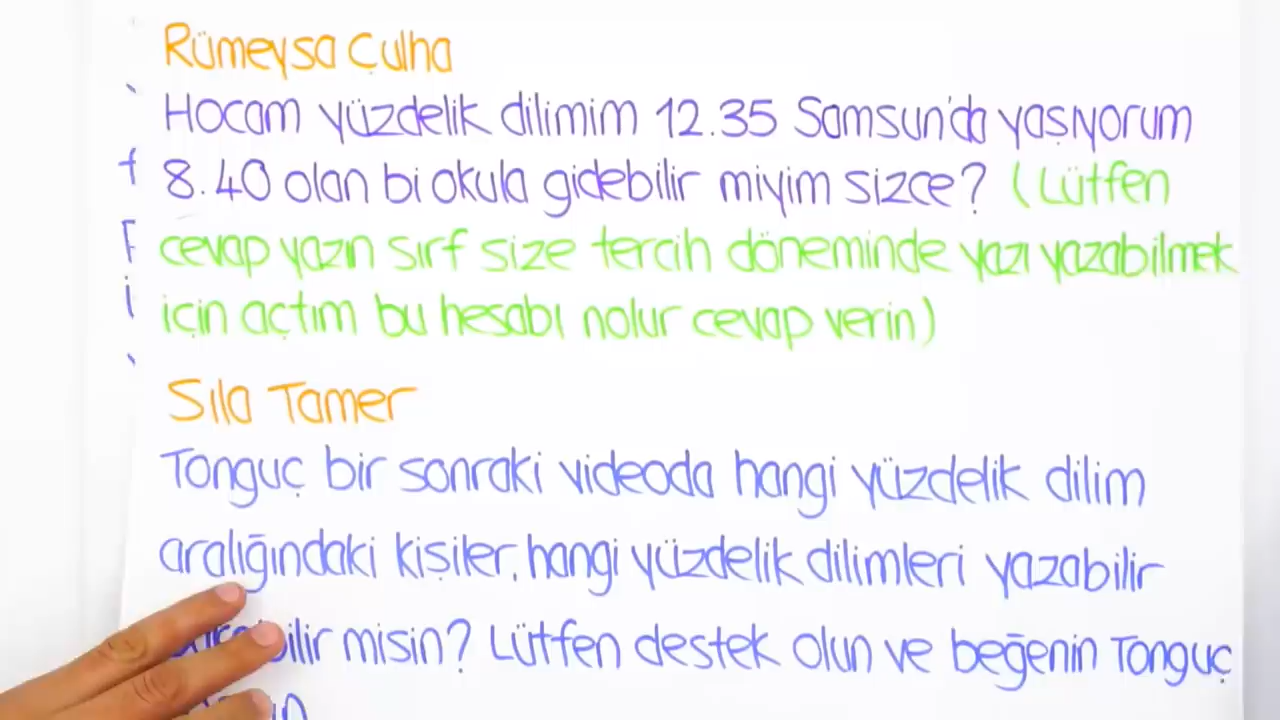 Rümeysa Çulha
Hocam yüzdelik dilimim 12.35 Samsun'da yaşıyorum
8.40 olan bi okula gidebilir miyim sizce? (Lütfen
cevap yazın sırf size tercih döneminde yazı yazabilmek
için açtım bu hesabı nolur cevap verin)
Sıla Tamer
Tonguç bir sonraki videoda hangi yüzdelik dilim
aralığındaki kişiler, hangi yüzdelik dilimleri yazabilir
misin? Lütfen destek olun ve beğenin Tonguç